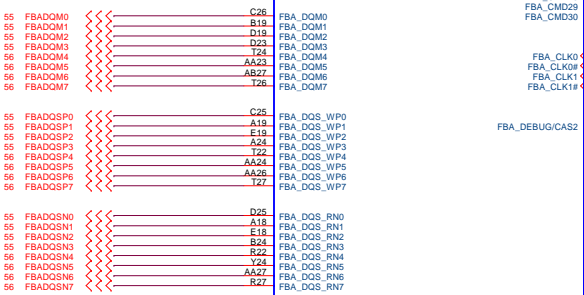 FBA_CMD29
C26 FBA_CMD30
55 FBADQM0 FBA_DQM0
B19
55 FBADQM1 FBA_DQM1
D19
55 FBADQM2 FBA_DQM2
D23
55 FBADQM3 FBA_DQM3
T24
56 FBADQM4 FBA_DQM4 FBA_CLK0
AA23
56 FBADQM5 FBA_DQM5 FBA_CLK0#
AB27
56 FBADQM6 FBA_DQM6 FBA_CLK1
T26
56 FBADQM7 FBA_DQM7 FBA_CLK1#
C25
55 FBADQSP0 FBA_DQS_WP0
A19
55 FBADQSP1 FBA_DQS_WP1 FBA_DEBUG/CAS2
E19
55 FBADQSP2 FBA_DQS_WP2
A24
55 FBADQSP3 FBA_DQS_WP3
T22
56 FBADQSP4 FBA_DQS_WP4
AA24
56 FBADQSP5 FBA_DQS_WP5
AA26
56 FBADQSP6 FBA_DQS_WP6
T27
56 FBADQSP7 FBA_DQS_WP7
D25
55 FBADQSN0 FBA_DQS_RN0
A18
55 FBADQSN1 FBA_DQS_RN1
E18
55 FBADQSN2 FBA_DQS_RN2
B24
55 FBADQSN3 FBA_DQS_RN3
R22
56 FBADQSN4 FBA_DQS_RN4
Y24
56 FBADQSN5 FBA_DQS_RN5
AA27
56 FBADQSN6 FBA_DQS_RN6
R27
56 FBADQSN7 FBA_DQS_RN7